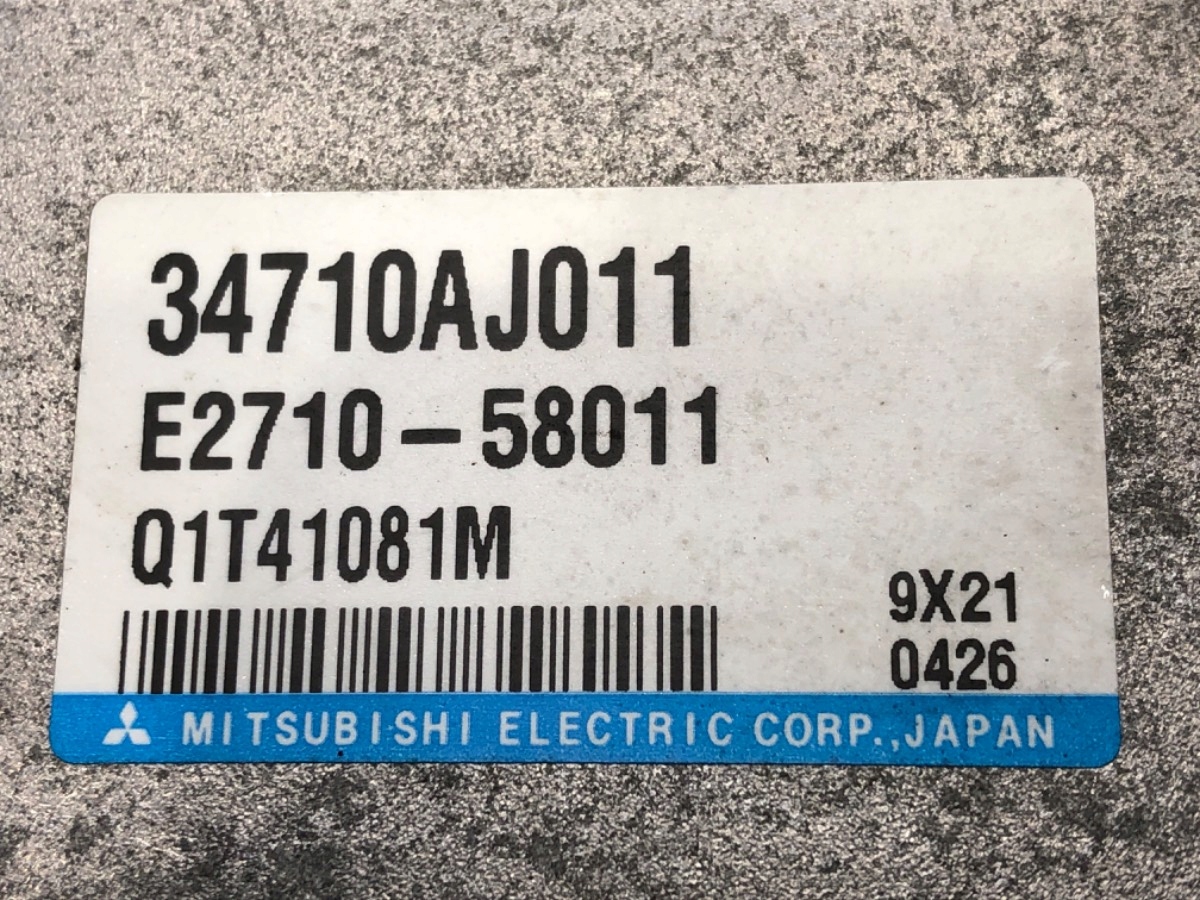 34710AJ011
E2710-58011
Q1T41081M
9X21
0426
MITSUBISHI ELECTRIC CORP.,JAPAN